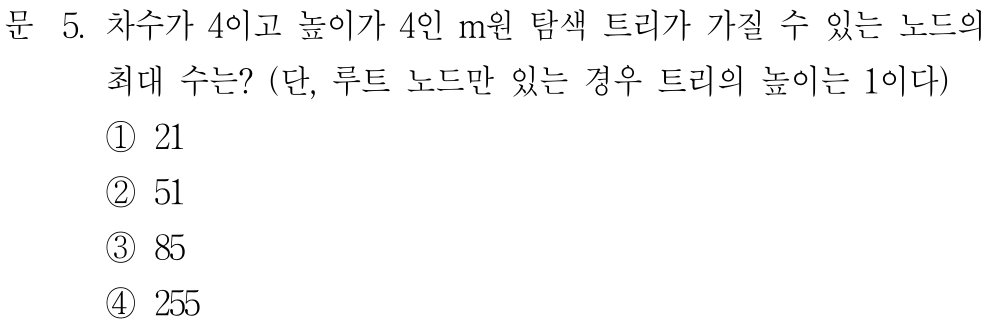 문 5. 차수가 4이고 높이가 4인 m원 탐색 트리가 가질 수 있는 노드의
최대 수는? (단, 루트 노드만 있는 경우 트리의 높이는 1이다)
① 21
② 51
③ 85
④ 255